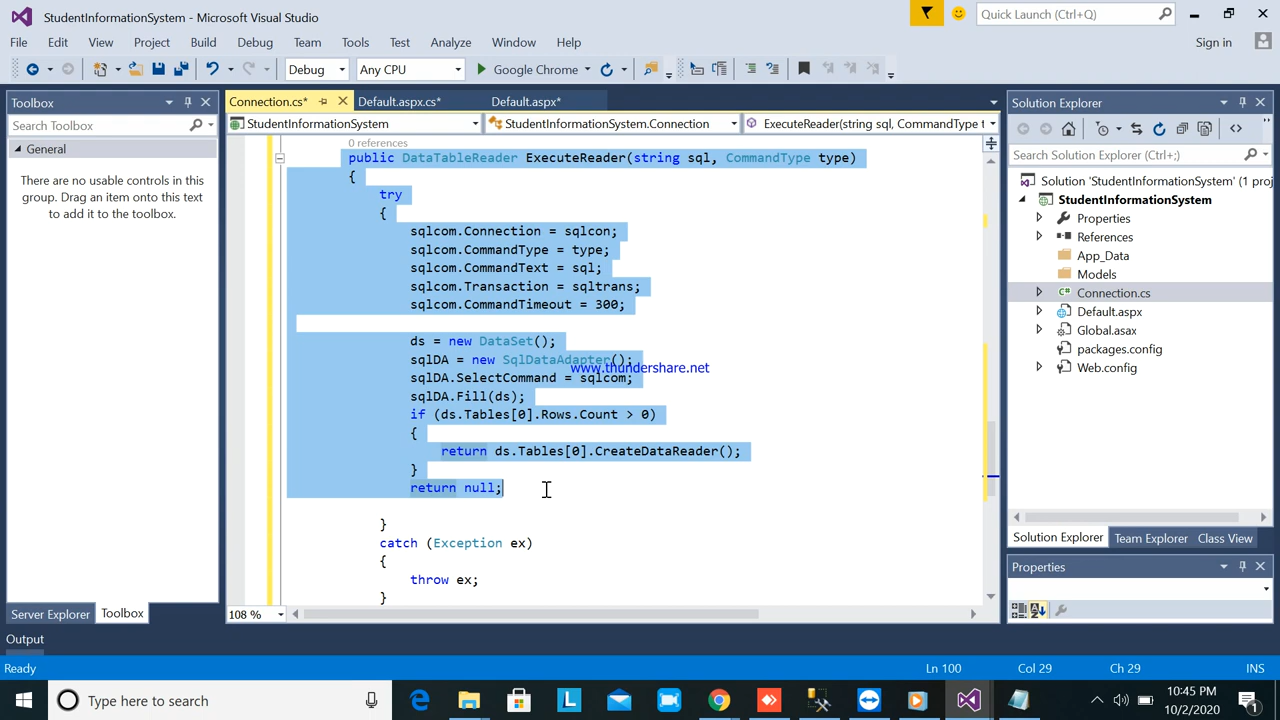 StudentInformationSystem - Microsoft Visual Studio
Quick Launch (Ctrl+Q)
File Edit View Project Build Debug Team Tools Test Analyze Window Help
Sign in
Debug Any CPU Google Chrome
Toolbox
Search Toolbox
General
There are no usable controls in this
group. Drag an item onto this text
to add it to the toolbox.
Server Explorer Toolbox
Connection.cs* Default.aspx.cs* Default.aspx*
StudentInformationSystem StudentInformationSystem.Connection ExecuteReader(string sql, CommandType t
0 references
public DataTableReader ExecuteReader(string sql, CommandType type)
{
try
{
sqlcom.Connection = sqlcon;
sqlcom.CommandType = type;
sqlcom.CommandText = sql;
sqlcom.Transaction = sqltrans;
sqlcom.CommandTimeout = 300;
ds = new DataSet();
sqlDA = new SqlDataAdapter();
www.thundershare.net
sqlDA.SelectCommand = sqlcom;
sqlDA.Fill(ds);
if (ds.Tables[0].Rows.Count > 0)
{
return ds.Tables[0].CreateDataReader();
}
return null;
}
catch (Exception ex)
{
throw ex;
}
108 %
Solution Explorer
Search Solution Explorer (Ctrl+;)
Solution 'StudentInformationSystem' (1 proj
StudentInformationSystem
Properties
References
App_Data
Models
Connection.cs
Default.aspx
Global.asax
packages.config
Web.config
Solution Explorer Team Explorer Class View
Properties
Output
Ready Ln 100 Col 29 Ch 29 INS
Type here to search
10:45 PM
10/2/2020
1